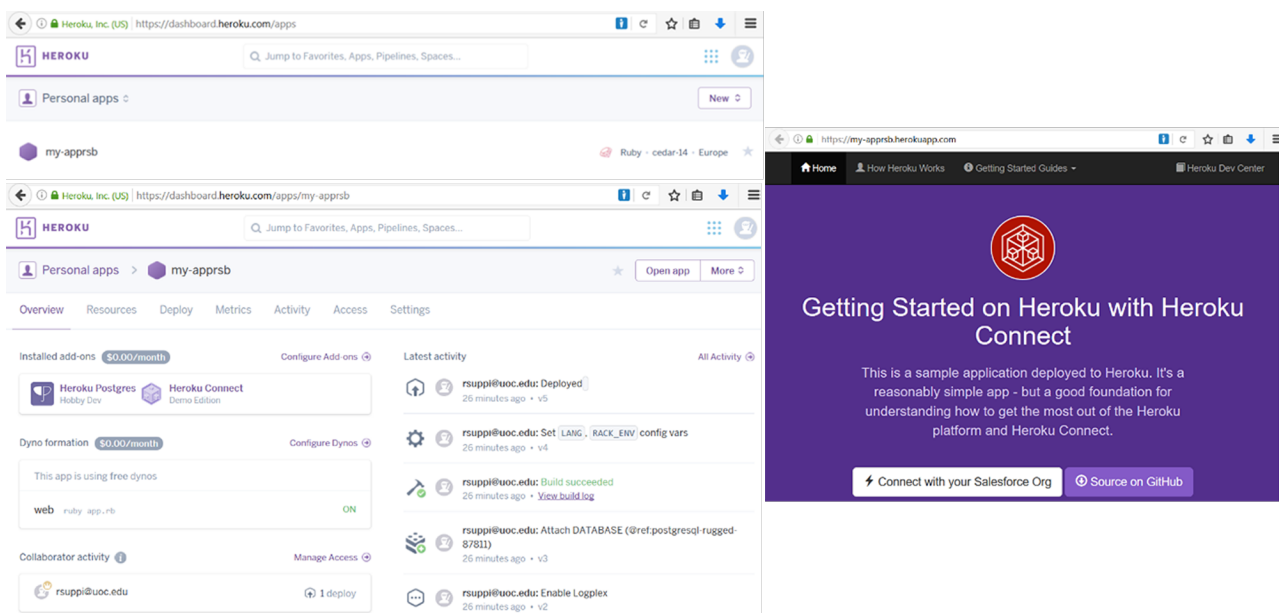 Heroku, Inc. (US) https://dashboard.heroku.com/apps
HEROKU
Jump to Favorites, Apps, Pipelines, Spaces...
Personal apps
New
my-apprsb
Ruby - cedar-14 - Europe
Heroku, Inc. (US) https://dashboard.heroku.com/apps/my-apprsb
HEROKU
Jump to Favorites, Apps, Pipelines, Spaces...
Personal apps > my-apprsb
Open app
More
Overview Resources Deploy Metrics Activity Access Settings
Installed add-ons $0.00/month
Configure Add-ons
Heroku Postgres
Hobby Dev
Heroku Connect
Demo Edition
Dyno formation $0.00/month
Configure Dynos
This app is using free dynos
web ruby app.rb
ON
Collaborator activity
Manage Access
rsuppi@uoc.edu
1 deploy
Latest activity
All Activity
rsuppi@uoc.edu: Deployed
26 minutes ago • v5
rsuppi@uoc.edu: Set LANG, RACK_ENV config vars
26 minutes ago • v4
rsuppi@uoc.edu: Build succeeded
26 minutes ago • View build log
rsuppi@uoc.edu: Attach DATABASE (@ref:postgresql-rugged-
87811)
26 minutes ago • v3
rsuppi@uoc.edu: Enable Logplex
26 minutes ago • v2
https://my-apprsb.herokuapp.com
Home
How Heroku Works
Getting Started Guides
Heroku Dev Center
Getting Started on Heroku with Heroku
Connect
This is a sample application deployed to Heroku. It's a
reasonably simple app - but a good foundation for
understanding how to get the most out of the Heroku
platform and Heroku Connect.
Connect with your Salesforce Org
Source on GitHub